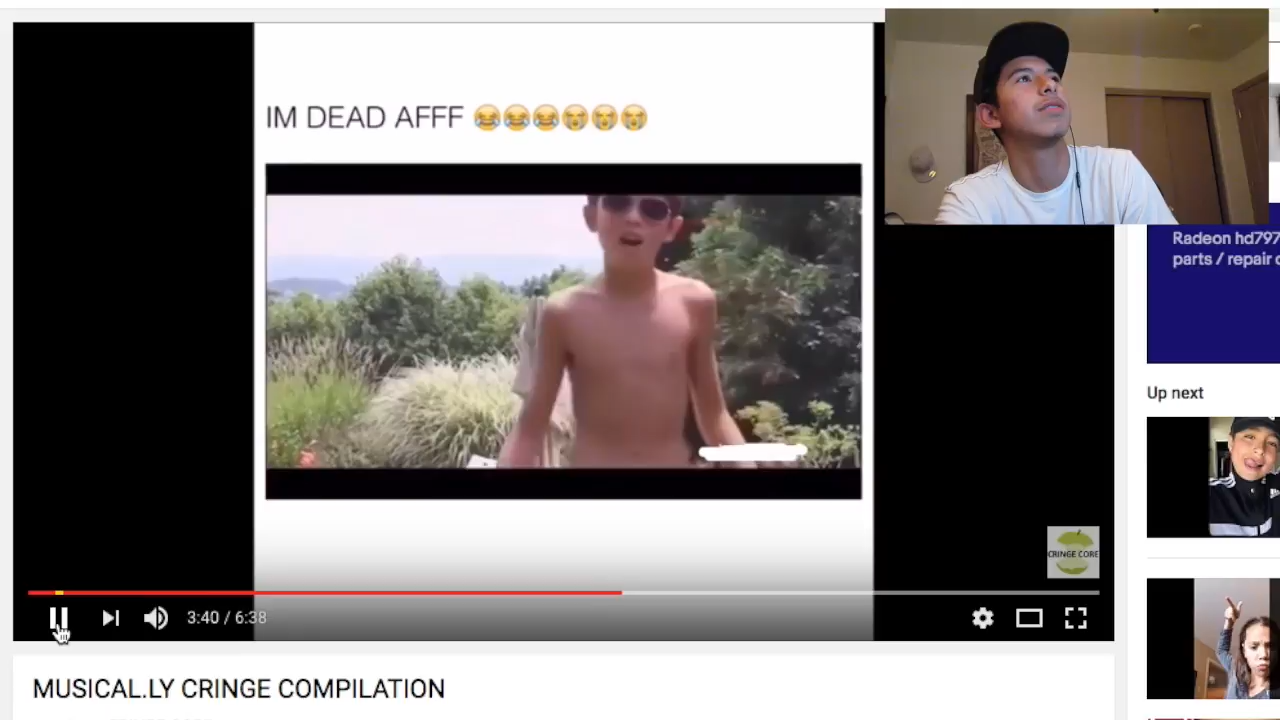 IM DEAD AFFF 😂😂😂😭😭😭
Radeon hd797
parts / repair
Up next
CRINGE CORE
3:40 / 6:38
MUSICAL.LY CRINGE COMPILATION